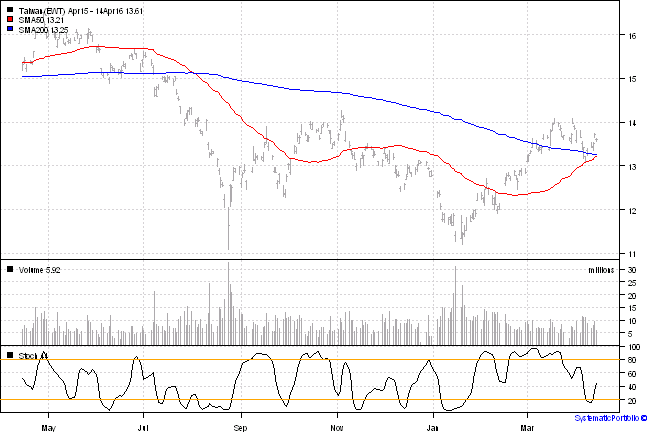 Taiwan (EWT) Apr15 - 14Apr16 13.61
SMA50 13.21
SMA200 13.25
16
15
14
13
12
11
Volume 5.92
millions
30
25
20
15
10
5
Stoch 14
100
80
60
40
20
May
Jul
Sep
Nov
Jan
Mar
SystematicPortfolio ©